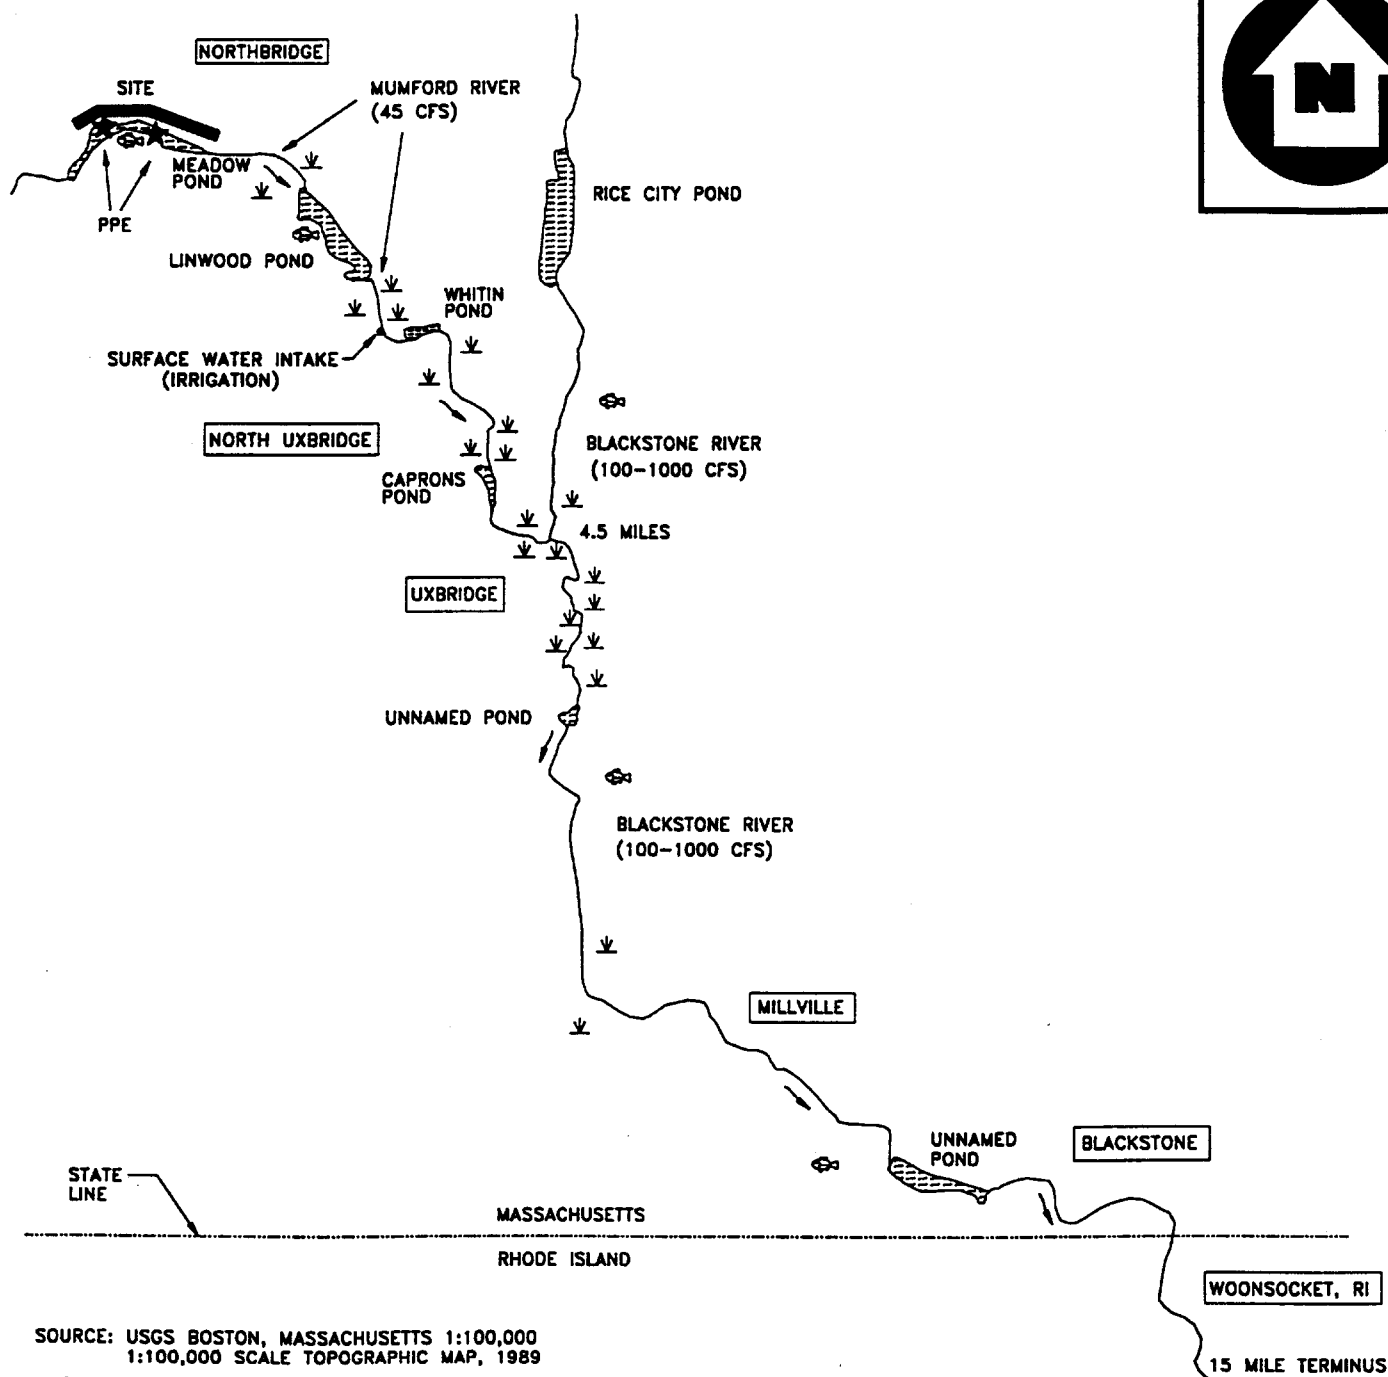 NORTHBRIDGE
SITE
MUMFORD RIVER
(45 CFS)
N
MEADOW
POND
RICE CITY POND
PPE
LINWOOD POND
WHITIN
POND
SURFACE WATER INTAKE
(IRRIGATION)
NORTH UXBRIDGE
BLACKSTONE RIVER
(100-1000 CFS)
CAPRONS
POND
4.5 MILES
UXBRIDGE
UNNAMED POND
BLACKSTONE RIVER
(100-1000 CFS)
MILLVILLE
UNNAMED
POND
BLACKSTONE
STATE
LINE
MASSACHUSETTS
RHODE ISLAND
WOONSOCKET, RI
SOURCE: USGS BOSTON, MASSACHUSETTS 1:100,000
1:100,000 SCALE TOPOGRAPHIC MAP, 1989
15 MILE TERMINUS